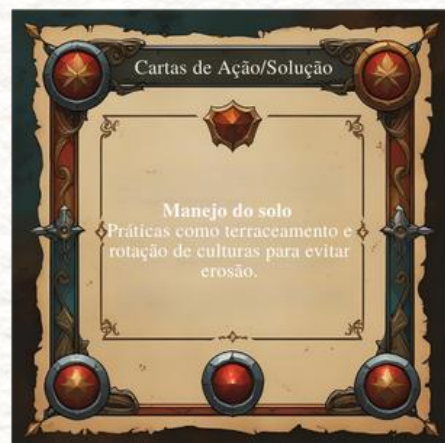 Cartas de Ação/Solução
Manejo do solo
Práticas como terraceamento e
rotação de culturas para evitar
erosão.